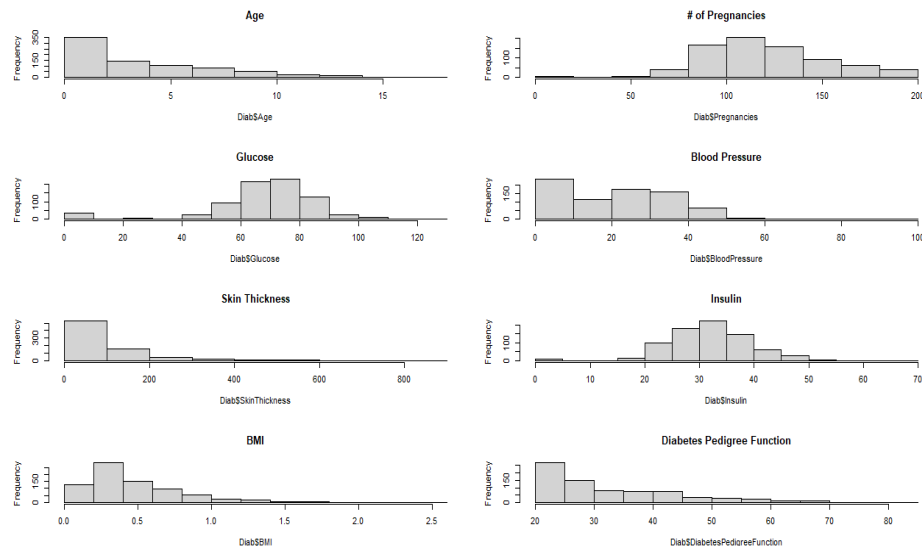 Age
# of Pregnancies
Frequency
0 150 350
0 5 10 15
Diab$Age
Frequency
0 100
0 50 100 150 200
Diab$Pregnancies
Glucose
Blood Pressure
Frequency
0 100
0 20 40 60 80 100 120
Diab$Glucose
Frequency
0 150
0 20 40 60 80 100
Diab$BloodPressure
Skin Thickness
Insulin
Frequency
0 300
0 200 400 600 800
Diab$SkinThickness
Frequency
0 100
0 10 20 30 40 50 60 70
Diab$Insulin
BMI
Diabetes Pedigree Function
Frequency
0 150
0.0 0.5 1.0 1.5 2.0 2.5
Diab$BMI
Frequency
0 150
20 30 40 50 60 70 80
Diab$DiabetesPedigreeFunction